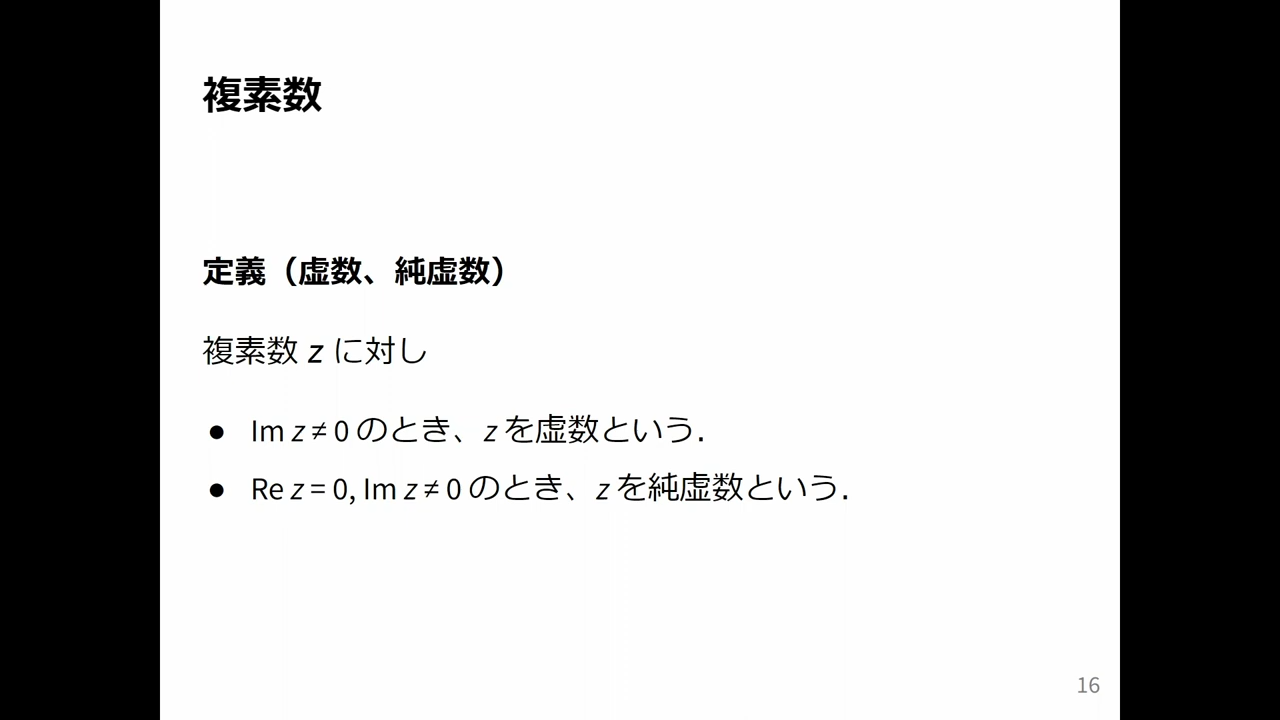 複素数
定義（虚数、純虚数）
複素数 z に対し
● Im z ≠ 0 のとき、z を虚数という.
● Re z = 0, Im z ≠ 0 のとき、z を純虚数という.
16